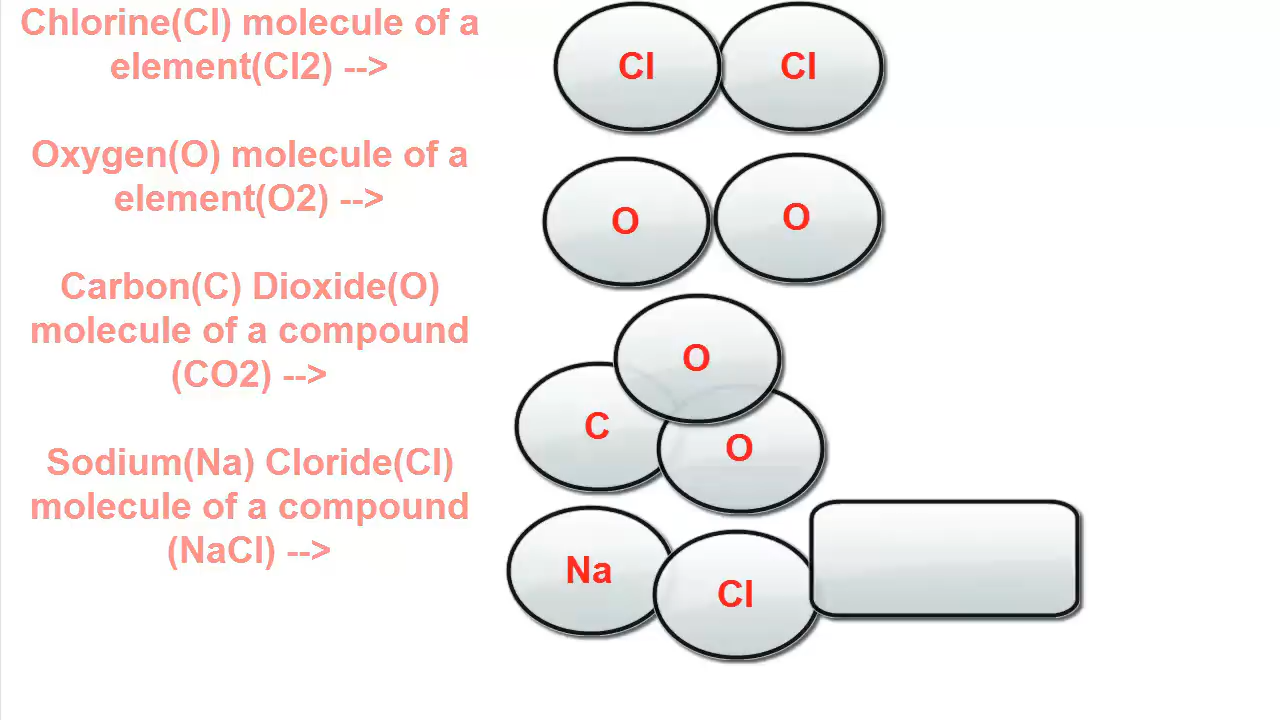 Chlorine(Cl) molecule of a
element(Cl2) -->
Oxygen(O) molecule of a
element(O2) -->
Carbon(C) Dioxide(O)
molecule of a compound
(CO2) -->
Sodium(Na) Cloride(Cl)
molecule of a compound
(NaCl) -->
Cl Cl
O O
O
C
O
Na
Cl